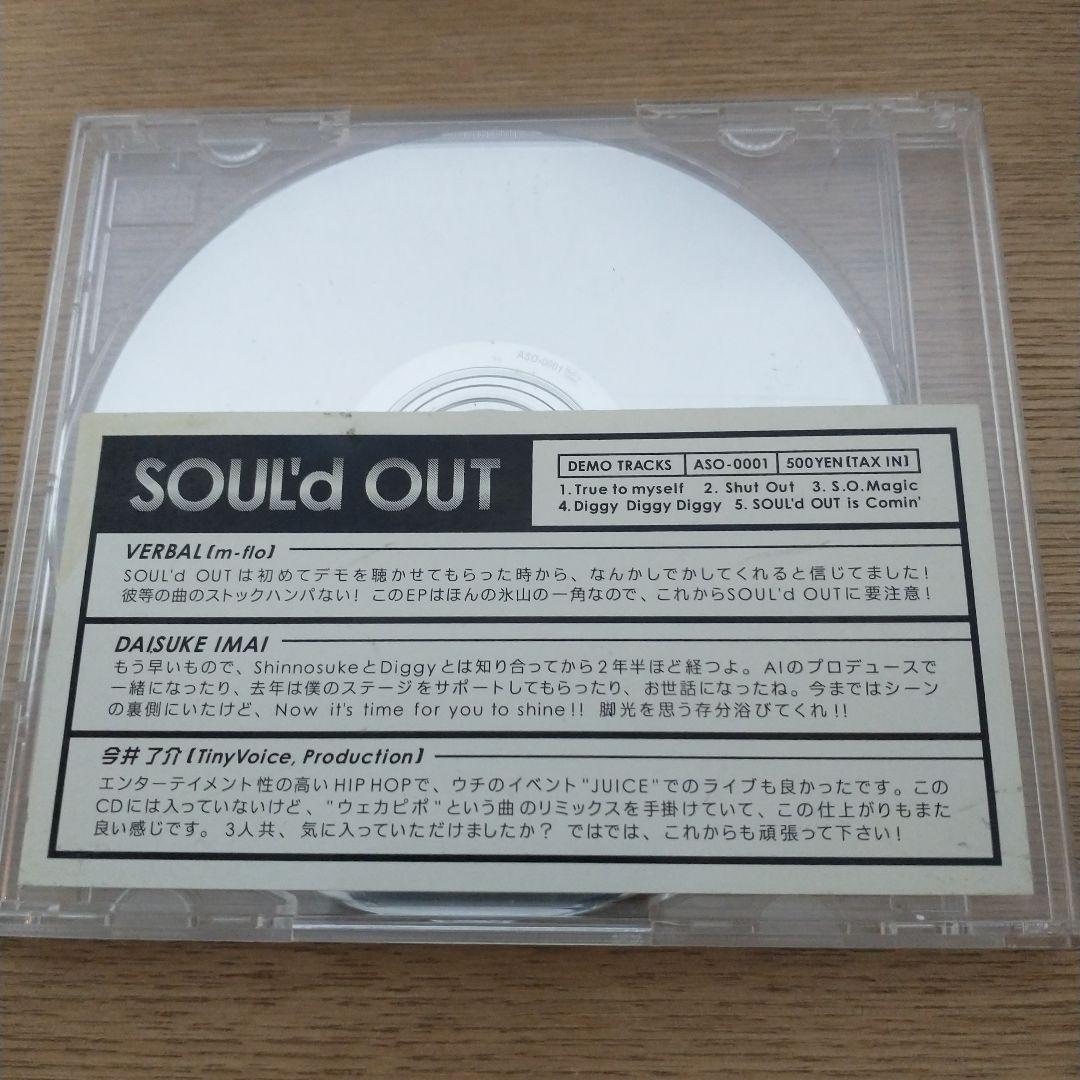 ASO-0001
SOUL'd OUT
DEMO TRACKS ASO-0001 500YEN[TAX IN]
1.True to myself 2. Shut Out 3. S.O.Magic
4.Diggy Diggy Diggy 5. SOUL'd OUT is Comin'
VERBAL[m-flo]
SOUL'd OUTは初めてデモを聴かせてもらった時から、なんかしでかしてくれると信じてました!
彼等の曲のストックハンパない! このEPはほんの氷山の一角なので、これからSOUL'd OUTに要注意!
DAISUKE IMAI
もう早いもので、ShinnosukeとDiggyとは知り合ってから2年半ほど経つよ。AIのプロデュースで
一緒になったり、去年は僕のステージをサポートしてもらったり、お世話になったね。今まではシーン
の裏側にいたけど、Now it's time for you to shine!! 脚光を思う存分浴びてくれ!!
今井了介[TinyVoice, Production]
エンターテイメント性の高いHIP HOPで、ウチのイベント"JUICE"でのライブも良かったです。この
CDには入っていないけど、"ウェカピポ"という曲のリミックスを手掛けていて、この仕上がりもまた
良い感じです。3人共、気に入っていただけましたか? ではでは、これからも頑張って下さい!